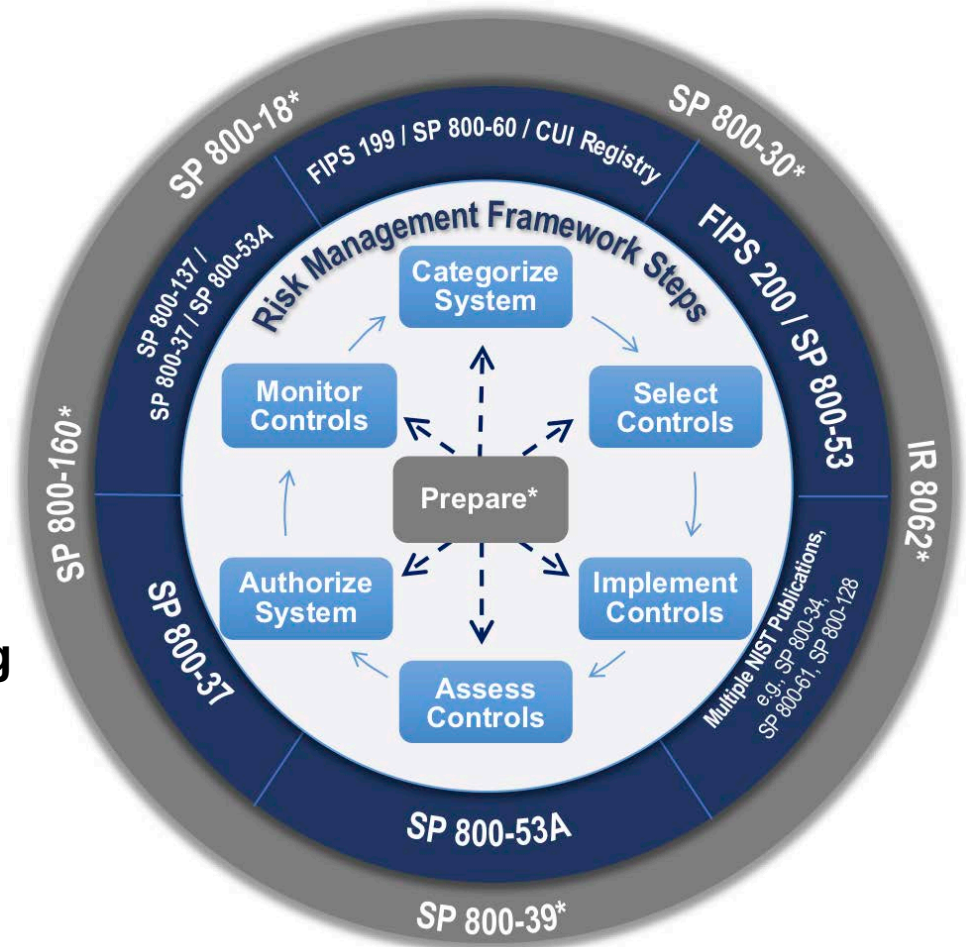 SP 800-18*
SP 800-30*
IR 8062*
SP 800-39*
SP 800-160*
FIPS 199 / SP 800-60 / CUI Registry
FIPS 200 / SP 800-53
Multiple NIST Publications,
e.g., SP 800-34,
SP 800-61, SP 800-128
SP 800-53A
SP 800-37
SP 800-137 /
SP 800-37 / SP 800-53A
Risk Management Framework Steps
Categorize
System
Select
Controls
Implement
Controls
Assess
Controls
Authorize
System
Monitor
Controls
Prepare*
g